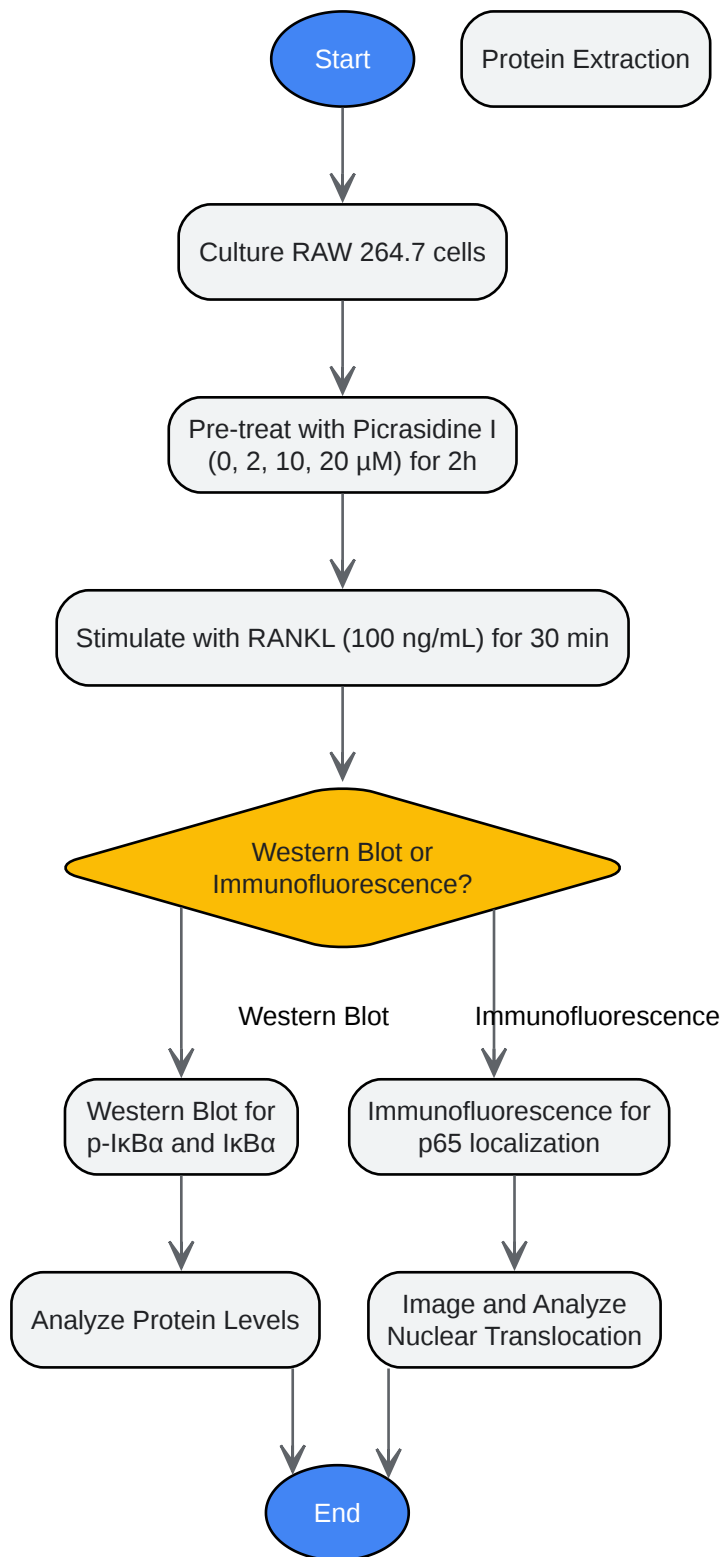 Start
Protein Extraction
Culture RAW 264.7 cells
Pre-treat with Picrasidine I
(0, 2, 10, 20 µM) for 2h
Stimulate with RANKL (100 ng/mL) for 30 min
Western Blot or
Immunofluorescence?
Western Blot
Immunofluorescence
Western Blot for
p-IκBα and IκBα
Immunofluorescence for
p65 localization
Analyze Protein Levels
Image and Analyze
Nuclear Translocation
End